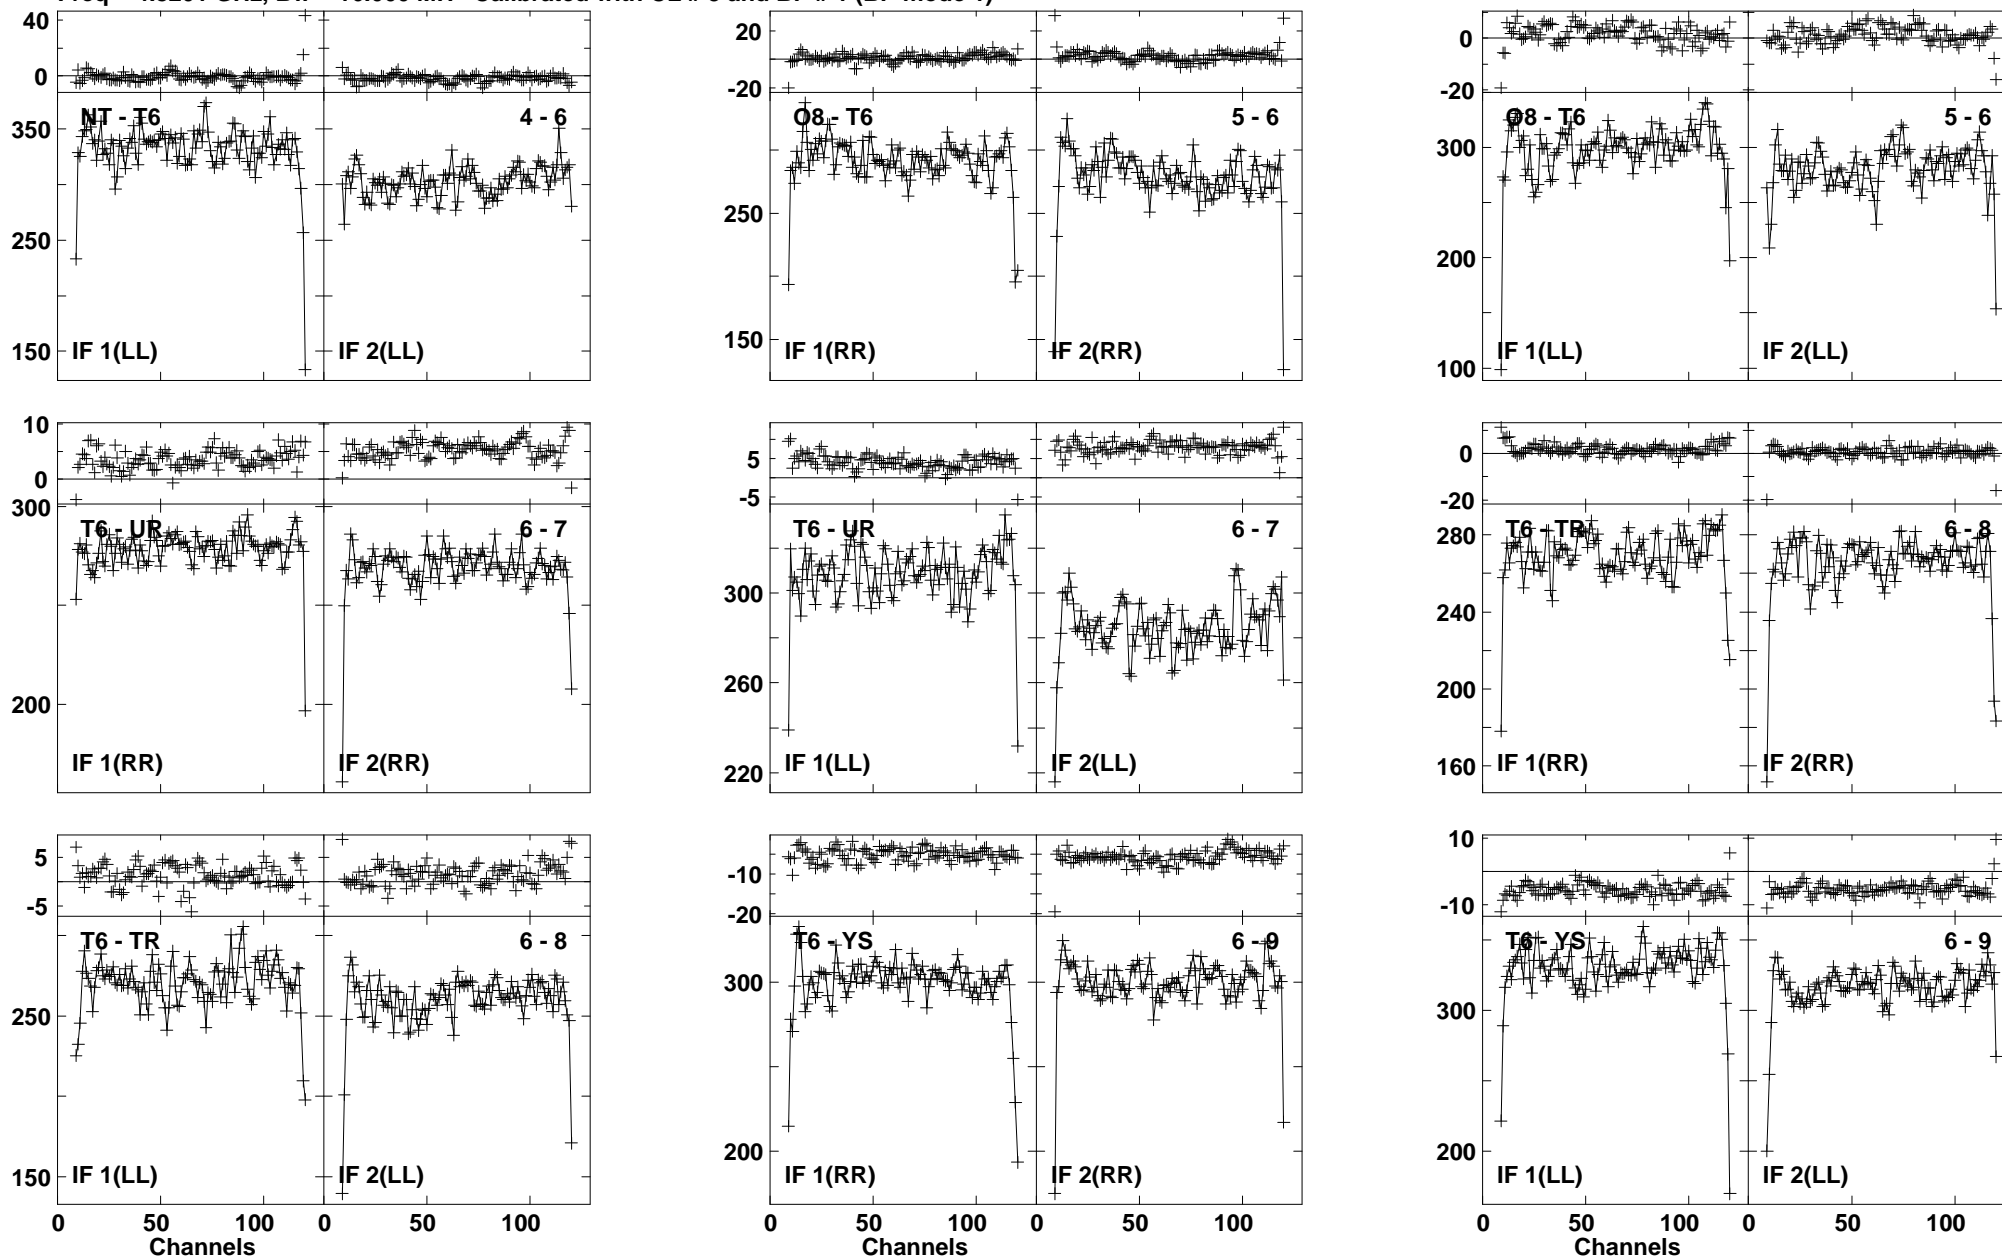 40
0
NT - T6
4 - 6
350
250
150
IF 1(LL)
IF 2(LL)
20
-20
O8 - T6
5 - 6
250
150
IF 1(RR)
IF 2(RR)
0
-20
O8 - T6
5 - 6
300
200
100
IF 1(LL)
IF 2(LL)
10
0
T6 - UR
6 - 7
300
200
IF 1(RR)
IF 2(RR)
5
-5
T6 - UR
6 - 7
300
260
220
IF 1(LL)
IF 2(LL)
0
-20
T6 - TR
6 - 8
280
240
200
160
IF 1(RR)
IF 2(RR)
5
-5
T6 - TR
6 - 8
250
150
IF 1(LL)
IF 2(LL)
0 50 100 0 50 100
Channels
-10
-20
T6 - YS
6 - 9
300
200
IF 1(RR)
IF 2(RR)
0 50 100 0 50 100
Channels
10
-10
T6 - YS
6 - 9
300
200
IF 1(LL)
IF 2(LL)
0 50 100 0 50 100
Channels